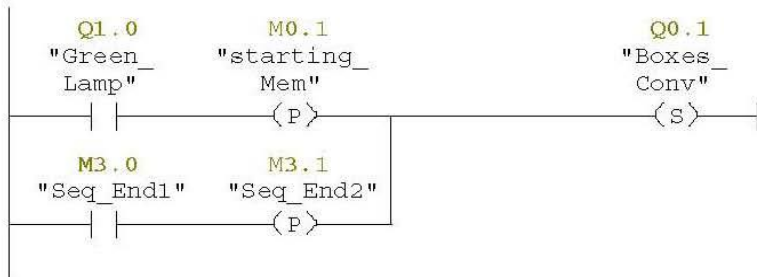 Q1.0 M0.1 Q0.1
"Green_ "starting_ "Boxes_
Lamp" Mem" Conv"
(P) (S)
M3.0 M3.1
"Seq_End1" "Seq_End2"
(P)